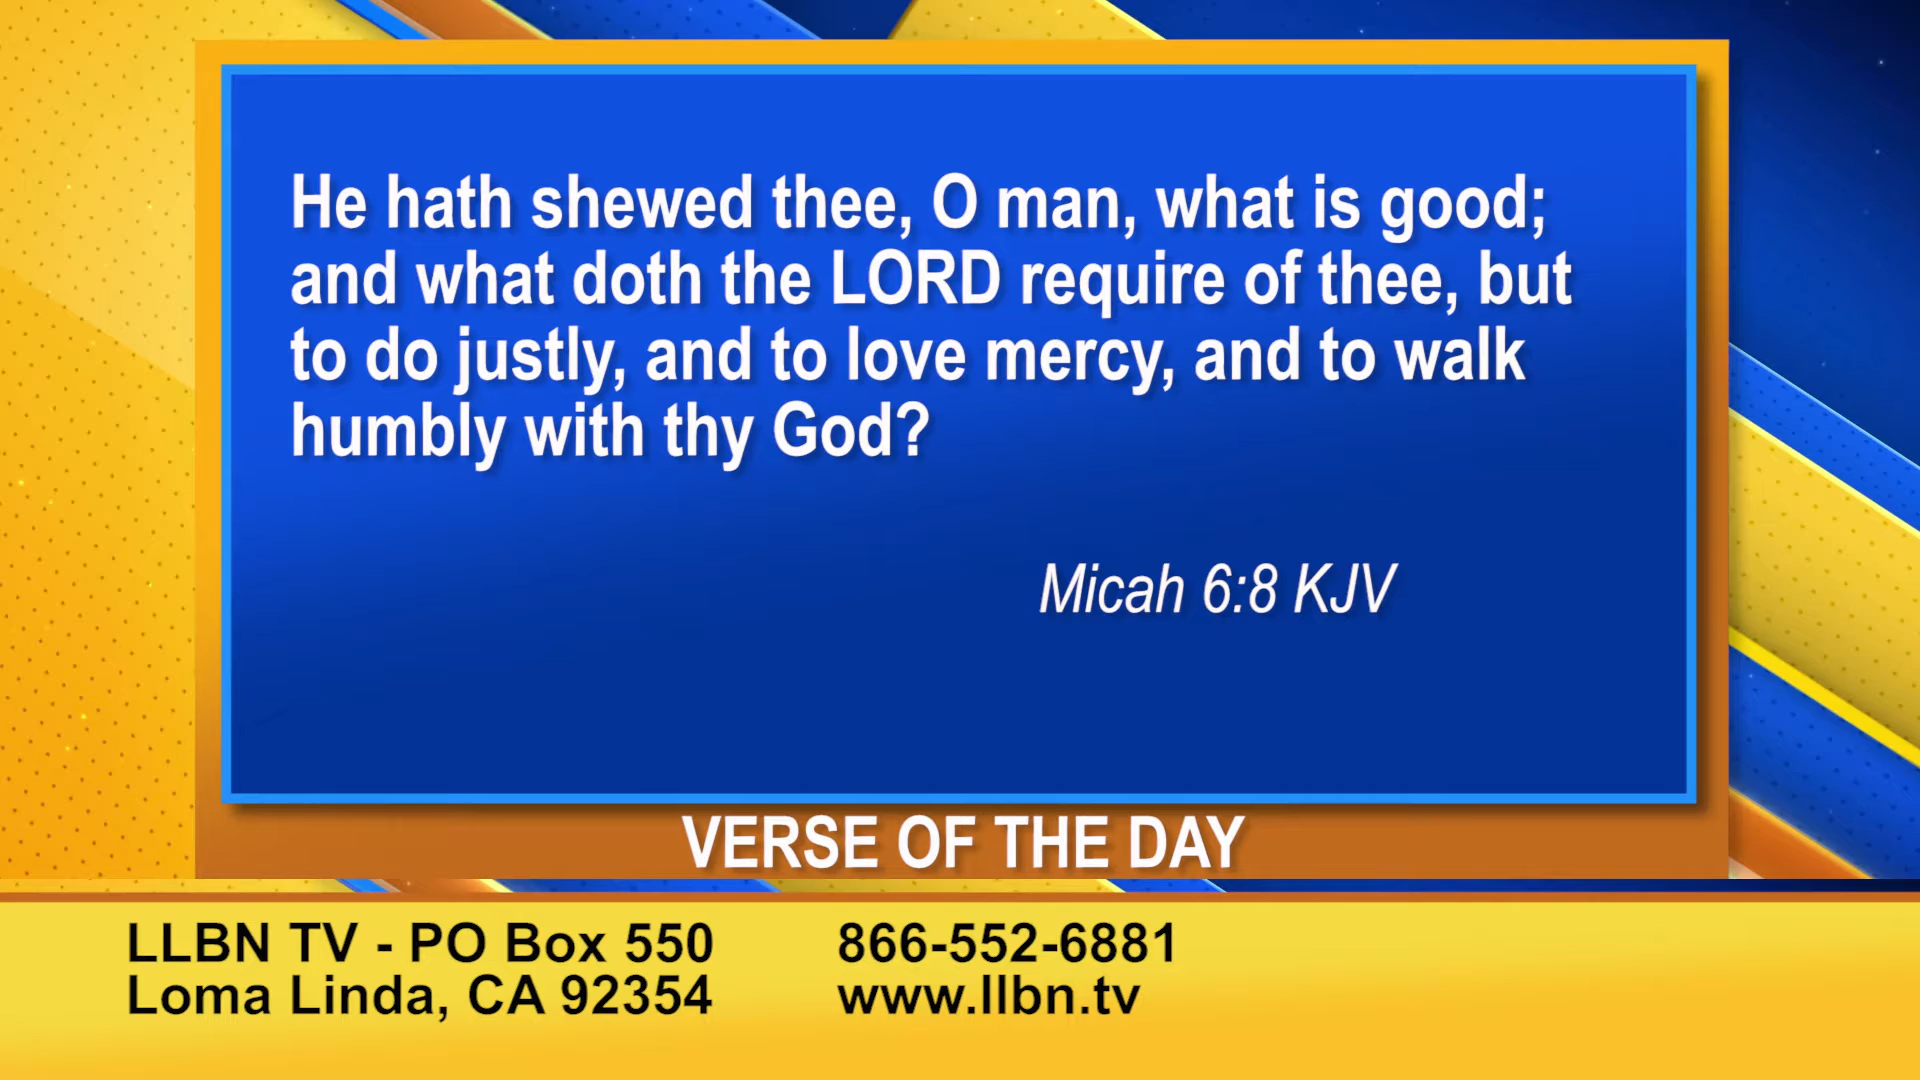 He hath shewed thee, O man, what is good;
and what doth the LORD require of thee, but
to do justly, and to love mercy, and to walk
humbly with thy God?
Micah 6:8 KJV
VERSE OF THE DAY
LLBN TV - PO Box 550
Loma Linda, CA 92354
866-552-6881
www.llbn.tv